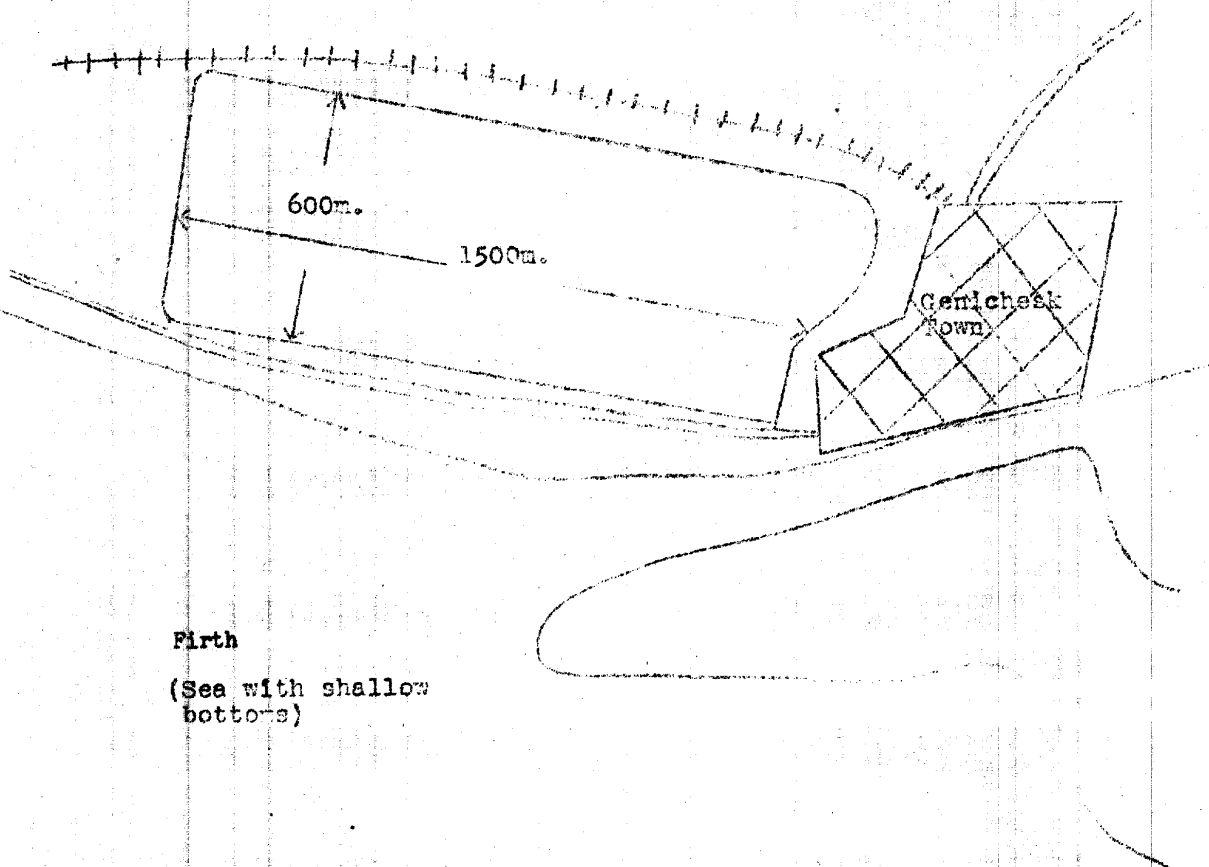 600m.
1500m.
Genichesk
Town
Firth
(Sea with shallow
bottoms)